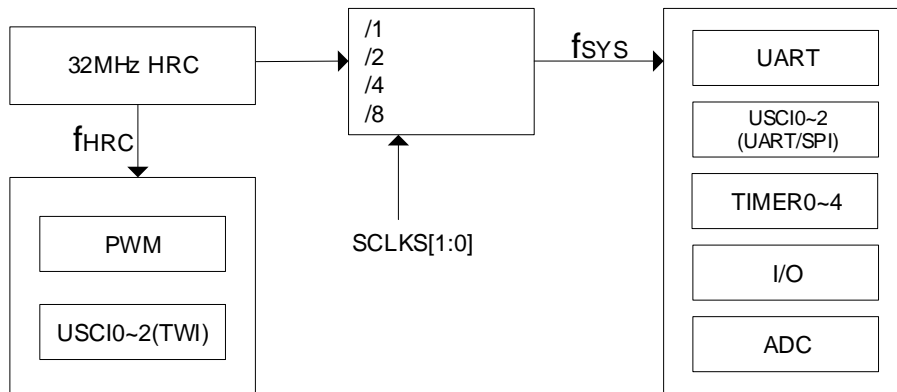 32MHz HRC
/1
/2
/4
/8
fSYS
UART
USCI0~2
(UART/SPI)
TIMER0~4
I/O
ADC
fHRC
PWM
USCI0~2(TWI)
SCLKS[1:0]